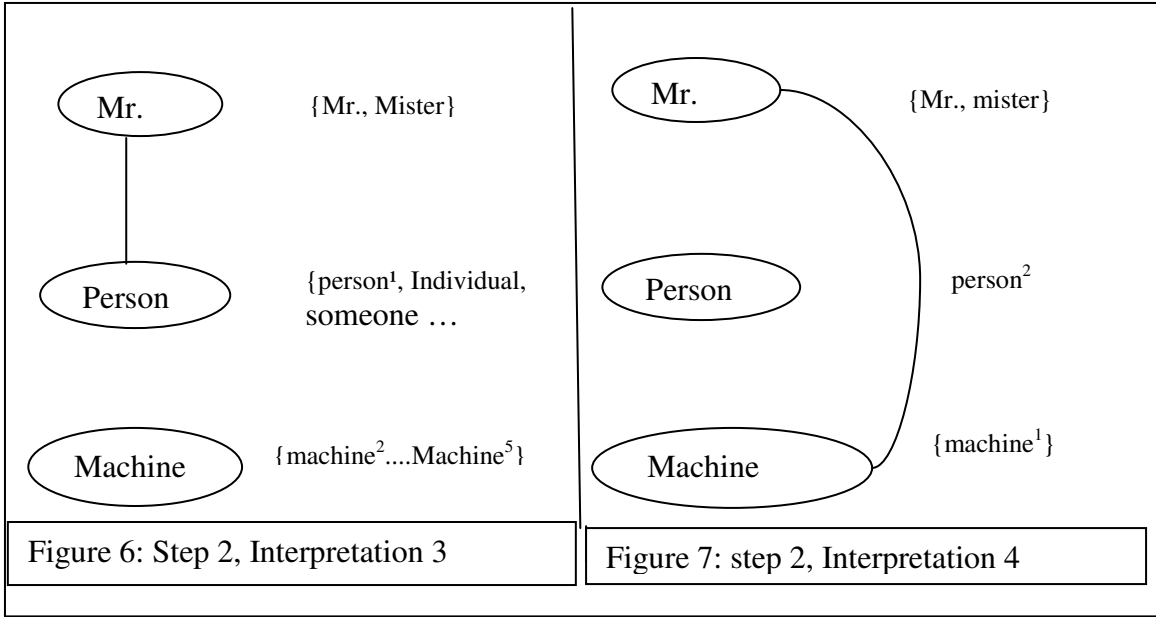 Mr.
{Mr., Mister}
Person
{person¹, Individual,
someone …
Machine
{machine²....Machine⁵}
Figure 6: Step 2, Interpretation 3
Mr.
{Mr., mister}
Person
person²
Machine
{machine¹}
Figure 7: step 2, Interpretation 4